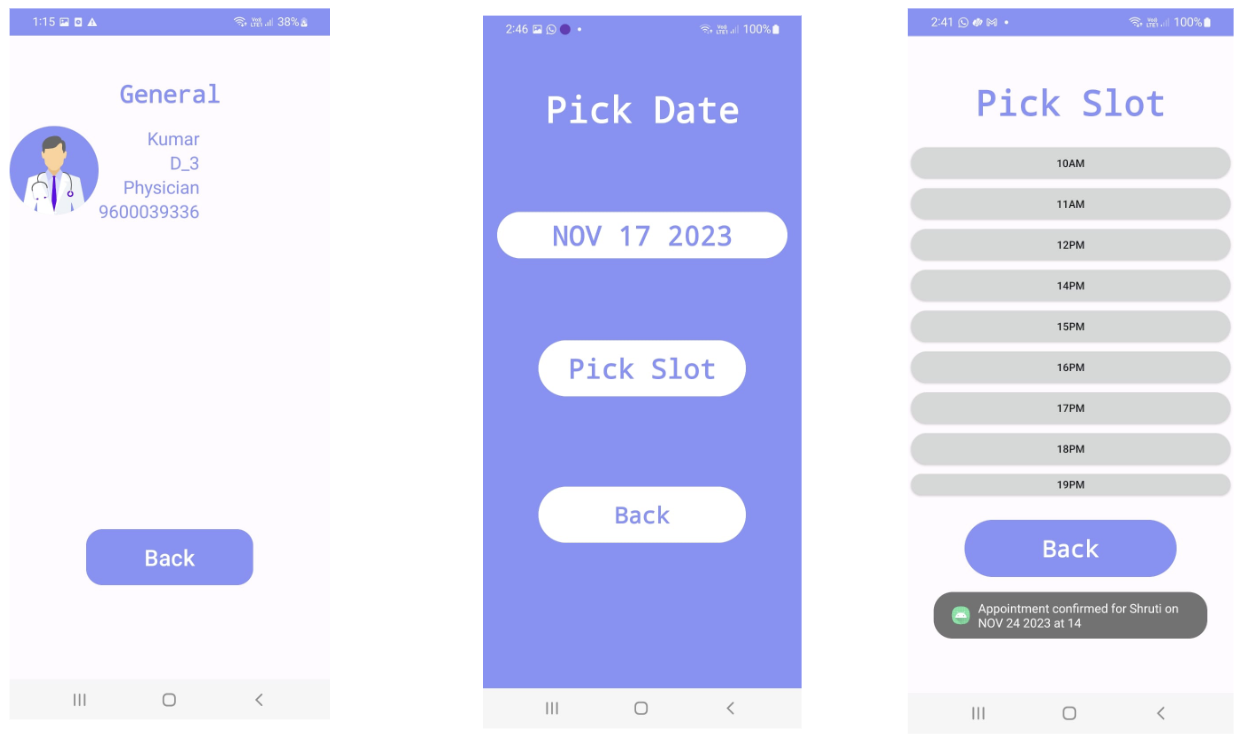 1:15
38%
General
Kumar
D_3
Physician
9600039336
Back
2:46
100%
Pick Date
NOV 17 2023
Pick Slot
Back
2:41
100%
Pick Slot
10AM
11AM
12PM
14PM
15PM
16PM
17PM
18PM
19PM
Back
Appointment confirmed for Shruti on
NOV 24 2023 at 14